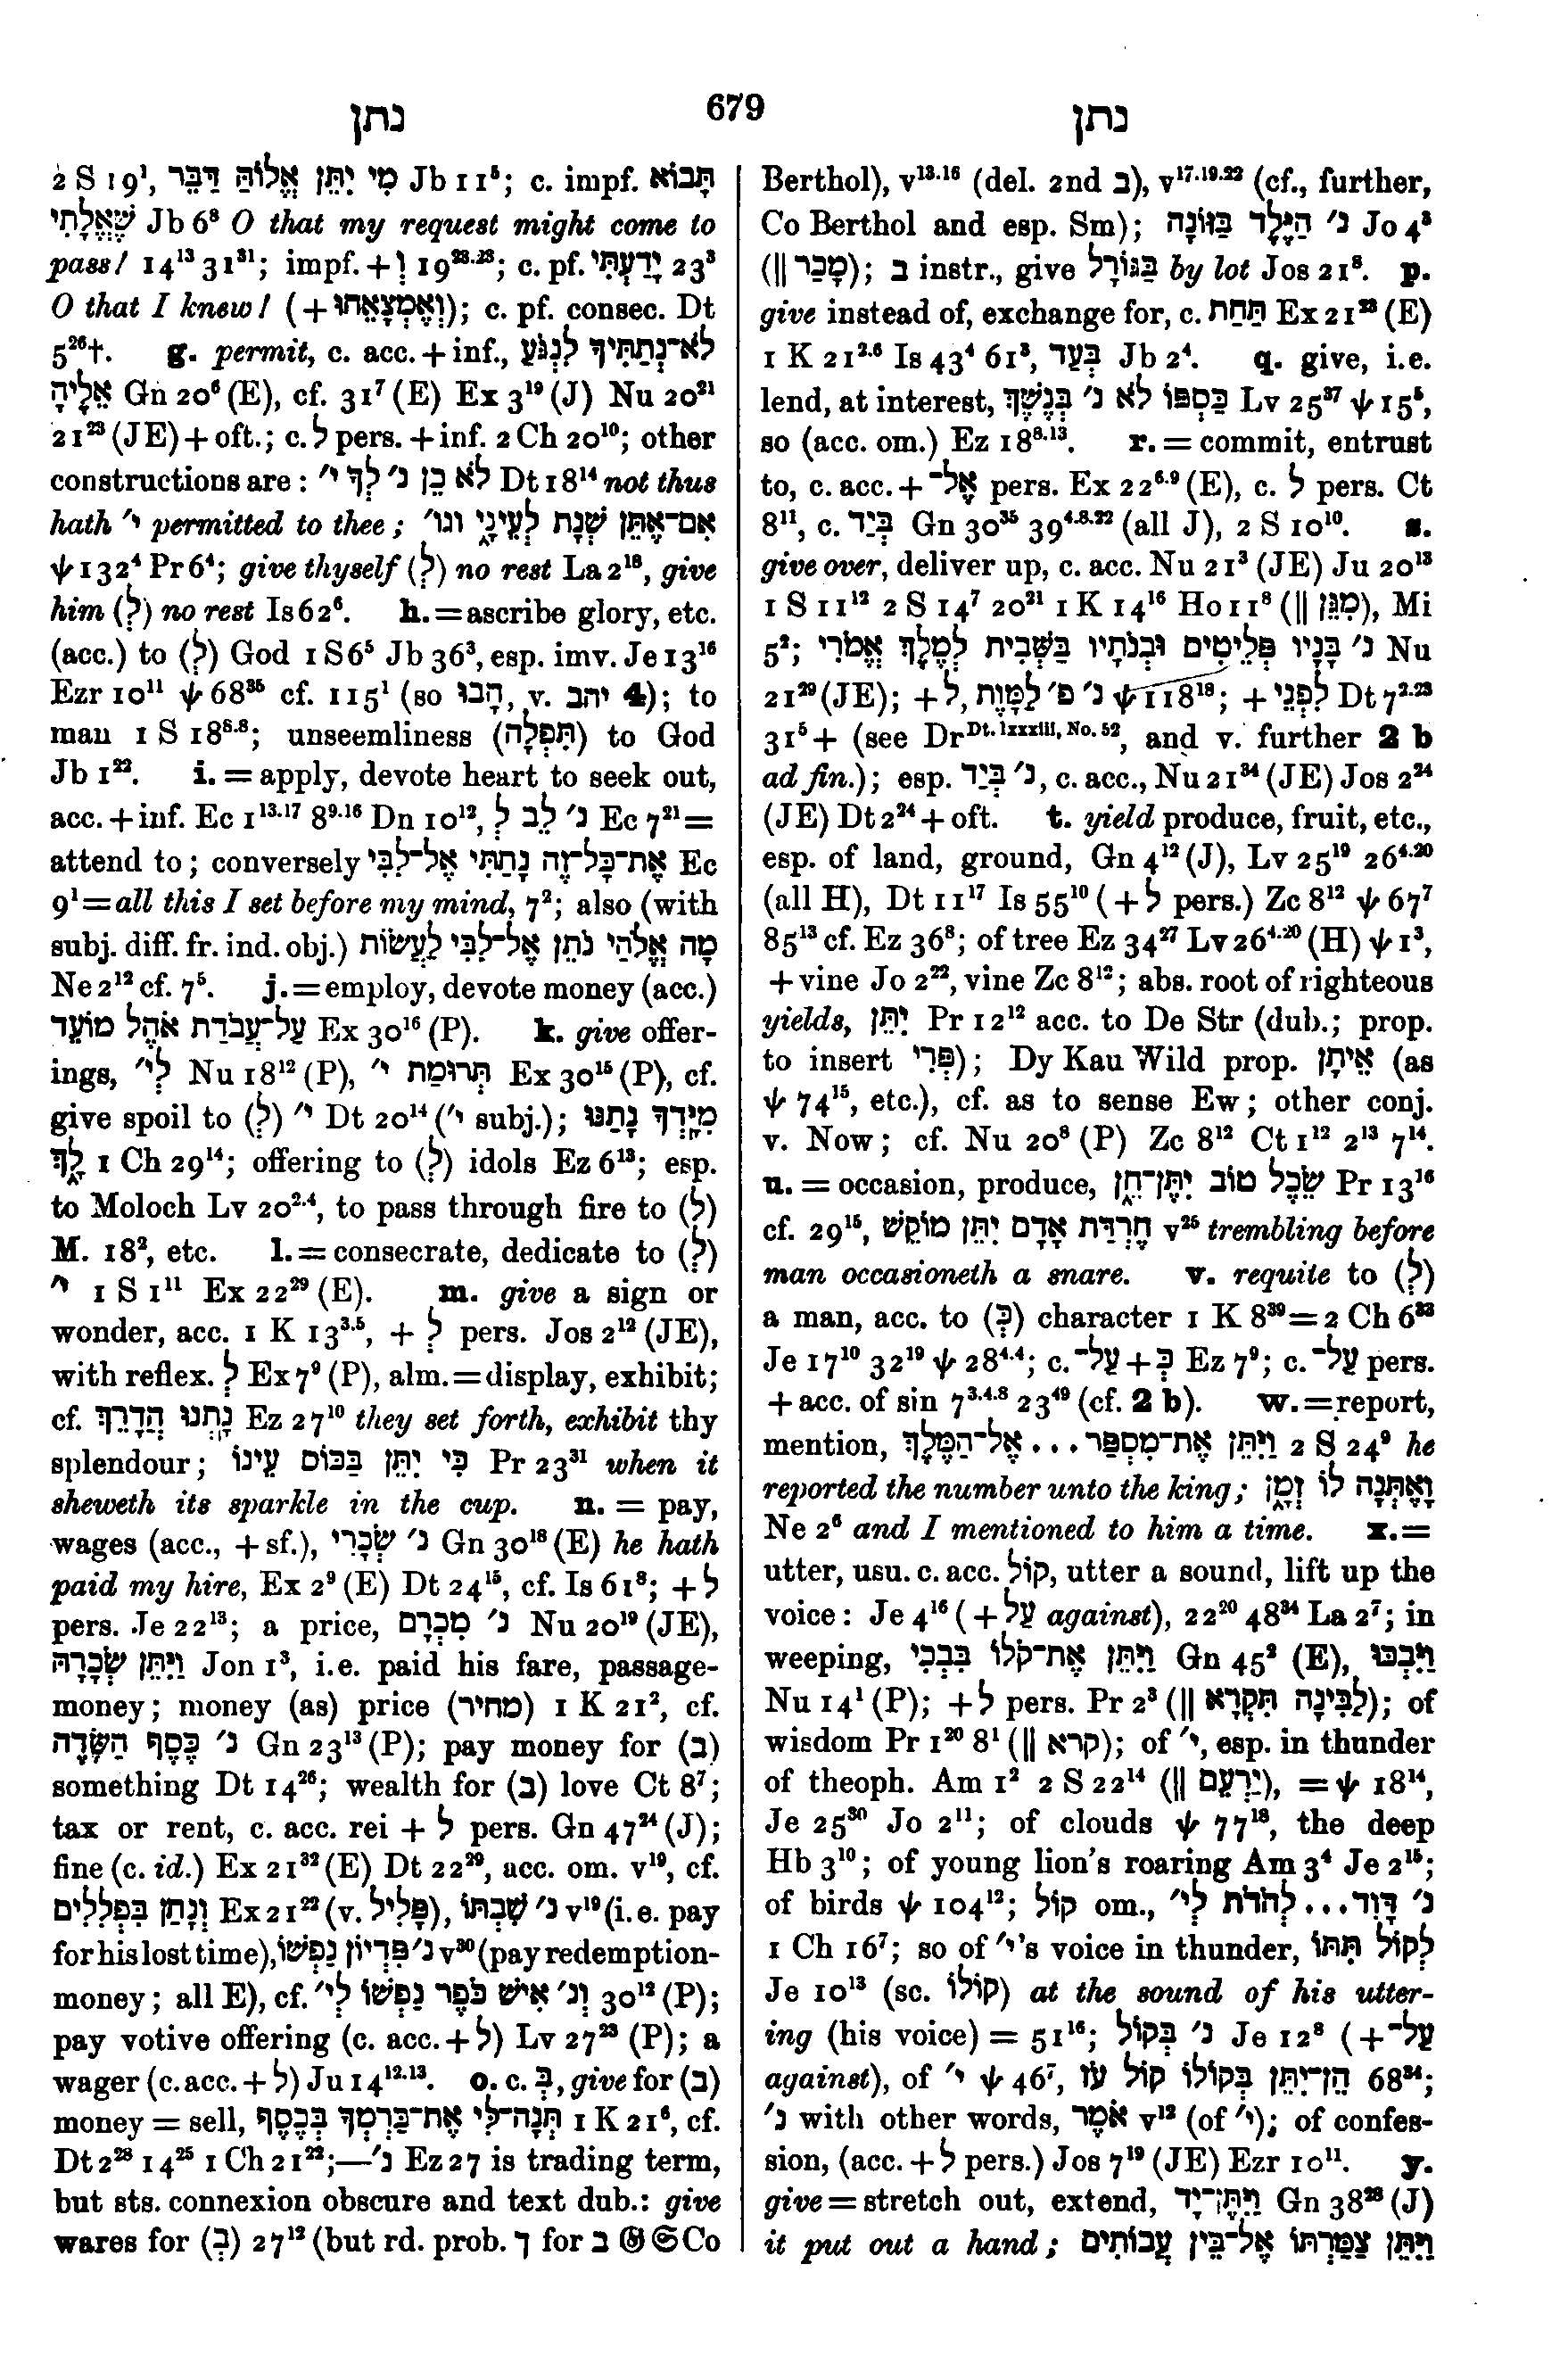 נתן 679 נתן
2 S 19¹, מִי יִתֵּן אֱלוֹהַּ דַּבֵּר Jb 11⁵; c. impf. תָּבוֹא
שֶׁאֱלָתִי Jb 6⁸ O that my request might come to
pass! 14¹³ 31³¹; impf. + וְ 19²³·²³; c. pf. יָדַעְתִּי 23³
O that I knew! (+ וְאֶמְצָאֵהוּ); c. pf. consec. Dt
5²⁶†. g. permit, c. acc. + inf., לֹא־נְתַתִּיךָ לִנְגֹּעַ
אֵלֶיהָ Gn 20⁶ (E), cf. 31⁷ (E) Ex 3¹⁹ (J) Nu 20²¹
21²³ (JE) + oft.; c. לְ pers. + inf. 2 Ch 20¹⁰; other
constructions are: לֹא כֵן נ׳ לְךָ י׳ Dt 18¹⁴ not thus
hath י׳ permitted to thee; אִם־אֶתֵּן שְׁנָת לְעֵינָי וגו׳
ψ 132⁴ Pr 6⁴; give thyself (לְ) no rest La 2¹⁸, give
him (לְ) no rest Is 62⁶. h. = ascribe glory, etc.
(acc.) to (לְ) God 1 S 6⁵ Jb 36³, esp. imv. Je 13¹⁶
Ezr 10¹¹ ψ 68³⁵ cf. 115¹ (so הָבוּ, v. יהב 4); to
man 1 S 18⁸·⁸; unseemliness (תִּפְלָה) to God
Jb 1²². i. = apply, devote heart to seek out,
acc. + inf. Ec 1¹³·¹⁷ 8⁹·¹⁶ Dn 10¹², נ׳ לֵב לְ Ec 7²¹ =
attend to; conversely אֶת־כָּל־זֶה נָתַתִּי אֶל־לִבִּי Ec
9¹ = all this I set before my mind, 7²; also (with
subj. diff. fr. ind. obj.) מָה אֱלֹהַי נֹתֵן אֶל־לִבִּי לַעֲשׂוֹת
Ne 2¹² cf. 7⁵. j. = employ, devote money (acc.)
עַל־עֲבֹדַת אֹהֶל מוֹעֵד Ex 30¹⁶ (P). k. give offer-
ings, לַי׳ Nu 18¹² (P), תְּרוּמַת י׳ Ex 30¹⁵ (P), cf.
give spoil to (לְ) י׳ Dt 20¹⁴ (י׳ subj.); מִיָּדְךָ נָתַנּוּ
לָךְ 1 Ch 29¹⁴; offering to (לְ) idols Ez 6¹³; esp.
to Moloch Lv 20²·⁴, to pass through fire to (לְ)
M. 18², etc. l. = consecrate, dedicate to (לְ)
י׳ 1 S 1¹¹ Ex 22²⁹ (E). m. give a sign or
wonder, acc. 1 K 13³·⁵, + לְ pers. Jos 2¹² (JE),
with reflex. לְ Ex 7⁹ (P), alm. = display, exhibit;
cf. נָתְנוּ הֲדָרֵךְ Ez 27¹⁰ they set forth, exhibit thy
splendour; כִּי יִתֵּן בַּכּוֹס עֵינוֹ Pr 23³¹ when it
sheweth its sparkle in the cup. n. = pay,
wages (acc., + sf.), נ׳ שְׂכָרִי Gn 30¹⁸ (E) he hath
paid my hire, Ex 2⁹ (E) Dt 24¹⁵, cf. Is 61⁸; + לְ
pers. Je 22¹³; a price, נ׳ מִכְרָם Nu 20¹⁹ (JE),
וַיִּתֵּן שְׂכָרָהּ Jon 1³, i.e. paid his fare, passage-
money; money (as) price (מחיר) 1 K 21², cf.
נ׳ כֶּסֶף הַשָּׂדֶה Gn 23¹³ (P); pay money for (בְּ)
something Dt 14²⁶; wealth for (בְּ) love Ct 8⁷;
tax or rent, c. acc. rei + לְ pers. Gn 47²⁴ (J);
fine (c. id.) Ex 21³² (E) Dt 22²⁹, acc. om. v¹⁹, cf.
וְנָתַן בִּפְלִלִים Ex 21²² (v. פָּלִיל), נ׳ שִׁבְתּוֹ v¹⁹ (i.e. pay
for his lost time), נ׳ פִּדְיוֹן נַפְשׁוֹ v³⁰ (pay redemption-
money; all E), cf. וְנ׳ אִישׁ כֹּפֶר נַפְשׁוֹ לַי׳ 30¹² (P);
pay votive offering (c. acc. + לְ) Lv 27²³ (P); a
wager (c. acc. + לְ) Ju 14¹²·¹³. o. c. בְּ, give for (בְּ)
money = sell, תְּנָה־לִּי אֶת־כַּרְמְךָ בְּכֶסֶף 1 K 21⁶, cf.
Dt 2²⁸ 14²⁵ 1 Ch 21²²;—נ׳ Ez 27 is trading term,
but sts. connexion obscure and text dub.: give
wares for (בְּ) 27¹² (but rd. prob. ך for ב 𝔊 𝔖 Co
Berthol), v¹³·¹⁶ (del. 2nd ב), v¹⁷·¹⁹·²² (cf., further,
Co Berthol and esp. Sm); נ׳ הַיֶּלֶד בַּזּוֹנָה Jo 4³
(|| מָכַר); ב instr., give בַּגּוֹרָל by lot Jos 21⁸. p.
give instead of, exchange for, c. תַּחַת Ex 21²³ (E)
1 K 21²·⁶ Is 43⁴ 61³, בְּעַד Jb 2⁴. q. give, i.e.
lend, at interest, כַּסְפּוֹ לֹא נ׳ בְּנֶשֶׁךְ Lv 25³⁷ ψ 15⁵,
so (acc. om.) Ez 18⁸·¹³. r. = commit, entrust
to, c. acc. + אֶל־ pers. Ex 22⁶·⁹ (E), c. לְ pers. Ct
8¹¹, c. בְּיַד Gn 30³⁵ 39⁴·⁸·²² (all J), 2 S 10¹⁰. s.
give over, deliver up, c. acc. Nu 21³ (JE) Ju 20¹³
1 S 11¹² 2 S 14⁷ 20²¹ 1 K 14¹⁶ Ho 11⁸ (|| מִגֵּן), Mi
5²; נ׳ בָּנָיו פְּלֵיטִים וּבְנֹתָיו בַּשְּׁבִית לְמֶלֶךְ אֱמֹרִי Nu
21²⁹ (JE); + לְ, נ׳ פ׳ לַמָּוֶת ψ 118¹⁸; + לִפְנֵי Dt 7²·²³
31⁵ + (see Dr Dt. lxxxiii, No. 52, and v. further 2 b
ad fin.); esp. נ׳ בְּיַד, c. acc., Nu 21³⁴ (JE) Jos 2²⁴
(JE) Dt 2²⁴ + oft. t. yield produce, fruit, etc.,
esp. of land, ground, Gn 4¹² (J), Lv 25¹⁹ 26⁴·²⁰
(all H), Dt 11¹⁷ Is 55¹⁰ (+ לְ pers.) Zc 8¹² ψ 67⁷
85¹³ cf. Ez 36⁸; of tree Ez 34²⁷ Lv 26⁴·²⁰ (H) ψ 1³,
+ vine Jo 2²², vine Zc 8¹²; abs. root of righteous
yields, יִתֵּן Pr 12¹² acc. to De Str (dub.; prop.
to insert פְּרִי); Dy Kau Wild prop. אֵיתָן (as
ψ 74¹⁵, etc.), cf. as to sense Ew; other conj.
v. Now; cf. Nu 20⁸ (P) Zc 8¹² Ct 1¹² 2¹³ 7¹⁴.
u. = occasion, produce, שֵׂכֶל טוֹב יִתֶּן־חֵן Pr 13¹⁵
cf. 29¹⁵, חֶרְדַּת אָדָם יִתֵּן מוֹקֵשׁ v²⁵ trembling before
man occasioneth a snare. v. requite to (לְ)
a man, acc. to (כְּ) character 1 K 8³⁹ = 2 Ch 6³³
Je 17¹⁰ 32¹⁹ ψ 28⁴·⁴; c. עַל־ + כְּ Ez 7⁹; c. עַל־ pers.
+ acc. of sin 7³·⁴·⁸ 23⁴⁹ (cf. 2 b). w. = report,
mention, וַיִּתֵּן אֶת־מִסְפַּר... אֶל־הַמֶּלֶךְ 2 S 24⁹ he
reported the number unto the king; וָאֶתְּנָה לוֹ זְמָן
Ne 2⁶ and I mentioned to him a time. x. =
utter, usu. c. acc. קוֹל, utter a sound, lift up the
voice: Je 4¹⁶ (+ עַל against), 22²⁰ 48³⁴ La 2⁷; in
weeping, וַיִּתֵּן אֶת־קֹלוֹ בִּבְכִי Gn 45² (E), וַיִּבְכּוּ
Nu 14¹ (P); + לְ pers. Pr 2³ (|| לַבִּינָה תִקְרָא); of
wisdom Pr 1²⁰ 8¹ (|| קרא); of י׳, esp. in thunder
of theoph. Am 1² 2 S 22¹⁴ (|| יַרְעֵם), = ψ 18¹⁴,
Je 25³⁰ Jo 2¹¹; of clouds ψ 77¹⁸, the deep
Hb 3¹⁰; of young lion's roaring Am 3⁴ Je 2¹⁵;
of birds ψ 104¹²; קוֹל om., נ׳ דָּוִד... לְהֹדֹת לַי׳
1 Ch 16⁷; so of י׳'s voice in thunder, לְקוֹל תִּתּוֹ
Je 10¹³ (sc. קוֹלוֹ) at the sound of his utter-
ing (his voice) = 51¹⁶; נ׳ בְּקוֹל Je 12⁸ (+ עַל־
against), of י׳ ψ 46⁷, הֵן־יִתֵּן בְּקוֹלוֹ קוֹל עֹז 68³⁴;
נ׳ with other words, אֹמֶר v¹² (of י׳); of confes-
sion, (acc. + לְ pers.) Jos 7¹⁹ (JE) Ezr 10¹¹. y.
give = stretch out, extend, וַיִּתֶּן־יָד Gn 38²⁸ (J)
it put out a hand; וַיִּתֵּן צַמַּרְתּוֹ אֶל־בֵּין עֲבוֹתִים